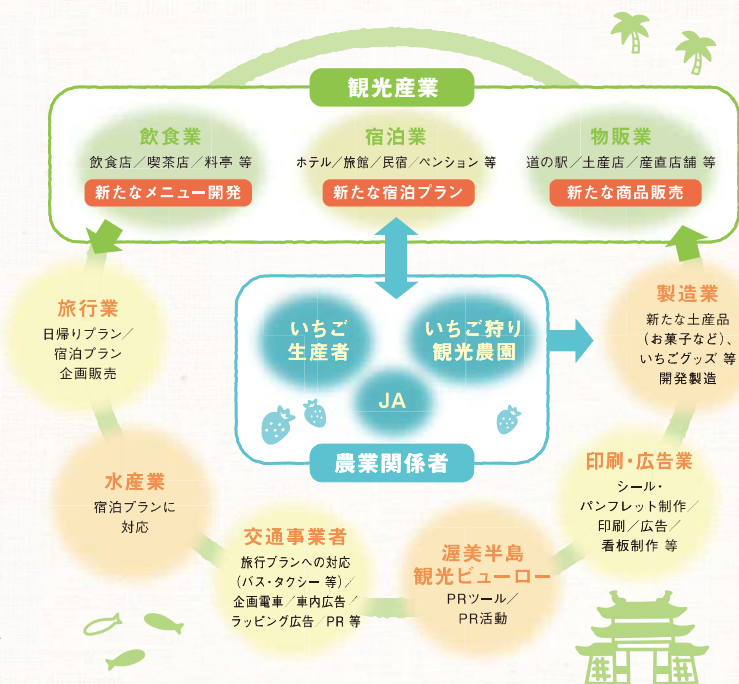 観光産業
飲食業
飲食店／喫茶店／料亭 等
新たなメニュー開発
宿泊業
ホテル／旅館／民宿／ペンション 等
新たな宿泊プラン
物販業
道の駅／土産店／産直店舗 等
新たな商品販売
旅行業
日帰りプラン／
宿泊プラン
企画販売
いちご
生産者
いちご狩り
観光農園
JA
農業関係者
製造業
新たな土産品
（お菓子など）、
いちごグッズ 等
開発製造
水産業
宿泊プランに
対応
交通事業者
旅行プランへの対応
（バス・タクシー 等）／
企画電車／車内広告／
ラッピング広告／PR 等
渥美半島
観光ビューロー
PRツール／
PR活動
印刷・広告業
シール・
パンフレット制作／
印刷／広告／
看板制作 等